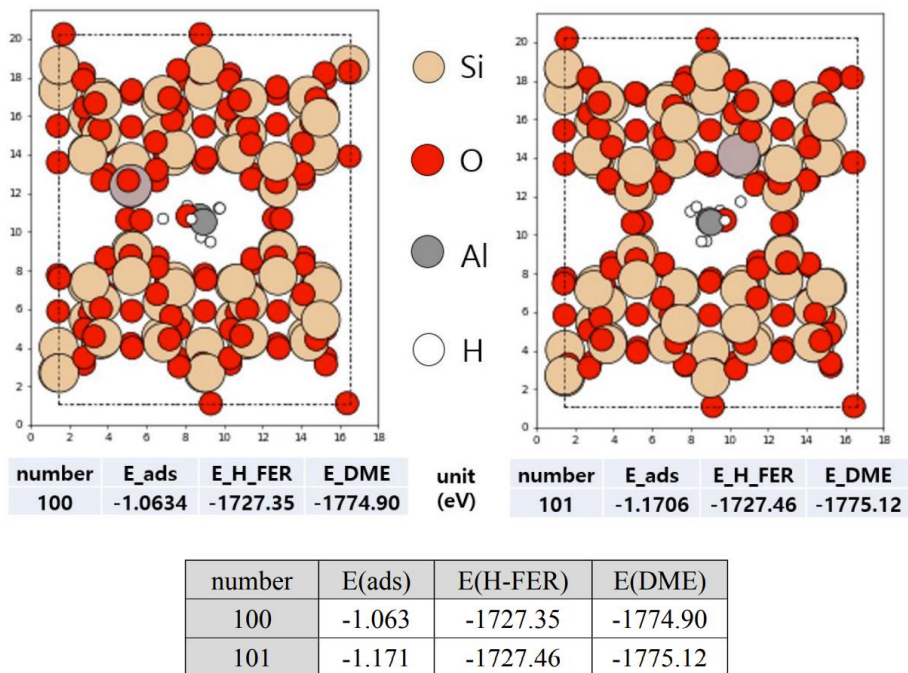 20
18
16
14
12
10
8
6
4
2
0
0 2 4 6 8 10 12 14 16 18
Si
O
Al
H
20
18
16
14
12
10
8
6
4
2
0
0 2 4 6 8 10 12 14 16 18
number E_ads E_H_FER E_DME
100 -1.0634 -1727.35 -1774.90
unit
(eV)
number E_ads E_H_FER E_DME
101 -1.1706 -1727.46 -1775.12
number E(ads) E(H-FER) E(DME)
100 -1.063 -1727.35 -1774.90
101 -1.171 -1727.46 -1775.12